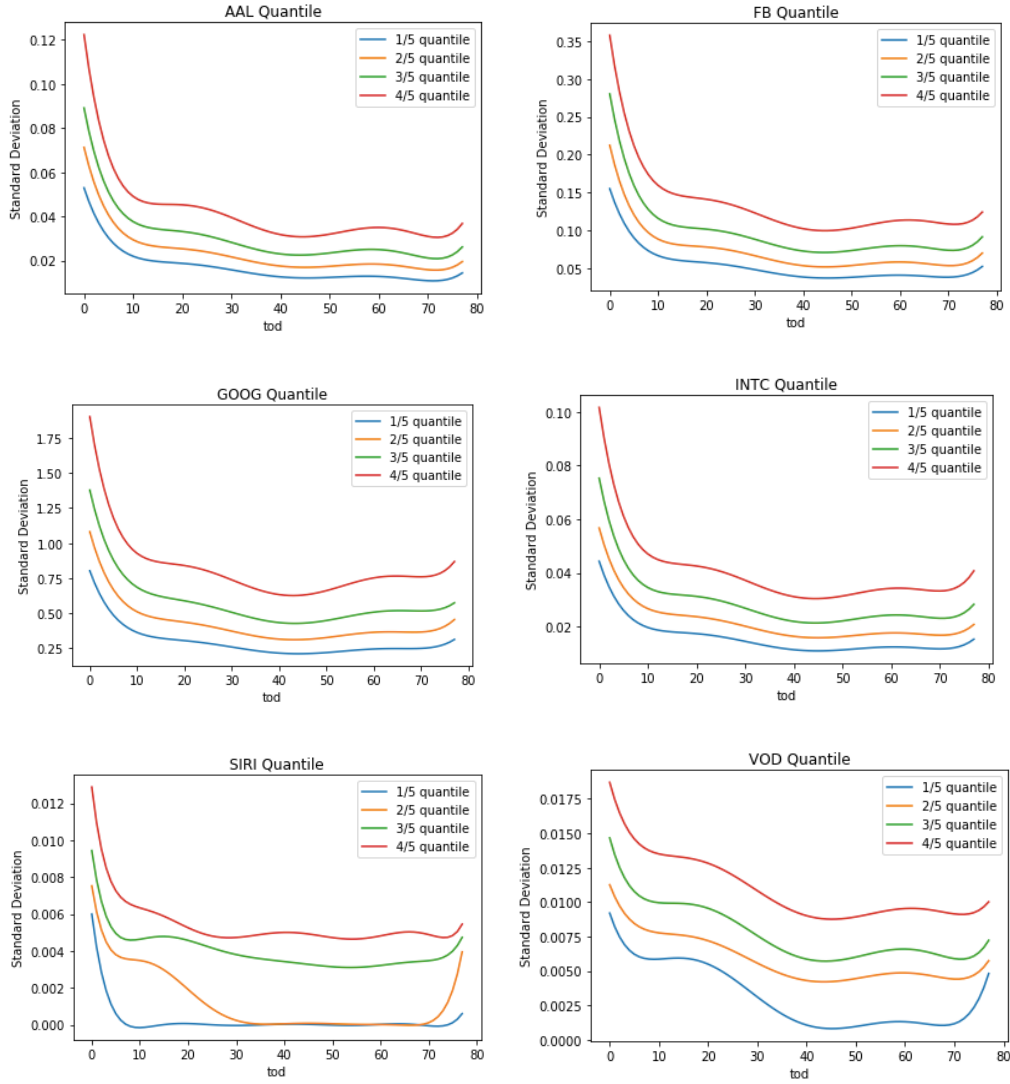 AAL Quantile
0.12
0.10
0.08
0.06
0.04
0.02
Standard Deviation
1/5 quantile
2/5 quantile
3/5 quantile
4/5 quantile
0 10 20 30 40 50 60 70 80
tod
FB Quantile
0.35
0.30
0.25
0.20
0.15
0.10
0.05
Standard Deviation
1/5 quantile
2/5 quantile
3/5 quantile
4/5 quantile
0 10 20 30 40 50 60 70 80
tod
GOOG Quantile
1.75
1.50
1.25
1.00
0.75
0.50
0.25
Standard Deviation
1/5 quantile
2/5 quantile
3/5 quantile
4/5 quantile
0 10 20 30 40 50 60 70 80
tod
INTC Quantile
0.10
0.08
0.06
0.04
0.02
Standard Deviation
1/5 quantile
2/5 quantile
3/5 quantile
4/5 quantile
0 10 20 30 40 50 60 70 80
tod
SIRI Quantile
0.012
0.010
0.008
0.006
0.004
0.002
0.000
Standard Deviation
1/5 quantile
2/5 quantile
3/5 quantile
4/5 quantile
0 10 20 30 40 50 60 70 80
tod
VOD Quantile
0.0175
0.0150
0.0125
0.0100
0.0075
0.0050
0.0025
0.0000
Standard Deviation
1/5 quantile
2/5 quantile
3/5 quantile
4/5 quantile
0 10 20 30 40 50 60 70 80
tod